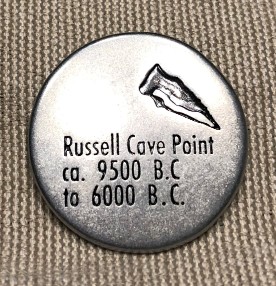 Russell Cave Point
ca. 9500 B.C
to 6000 B.C.